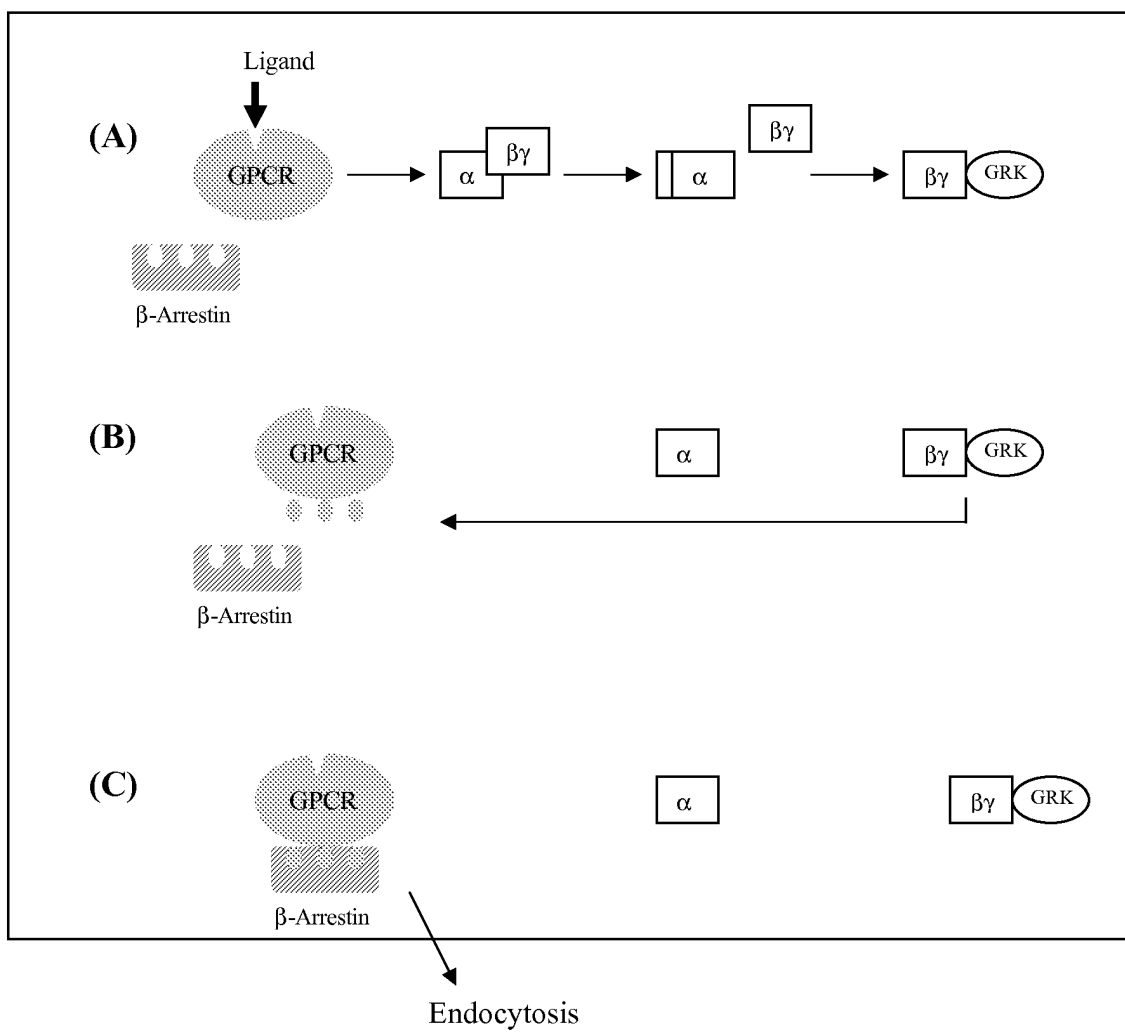 Ligand
(A)
GPCR
α
βγ
α
βγ
βγ
GRK
β-Arrestin
(B)
GPCR
α
βγ
GRK
β-Arrestin
(C)
GPCR
α
βγ
GRK
β-Arrestin
Endocytosis